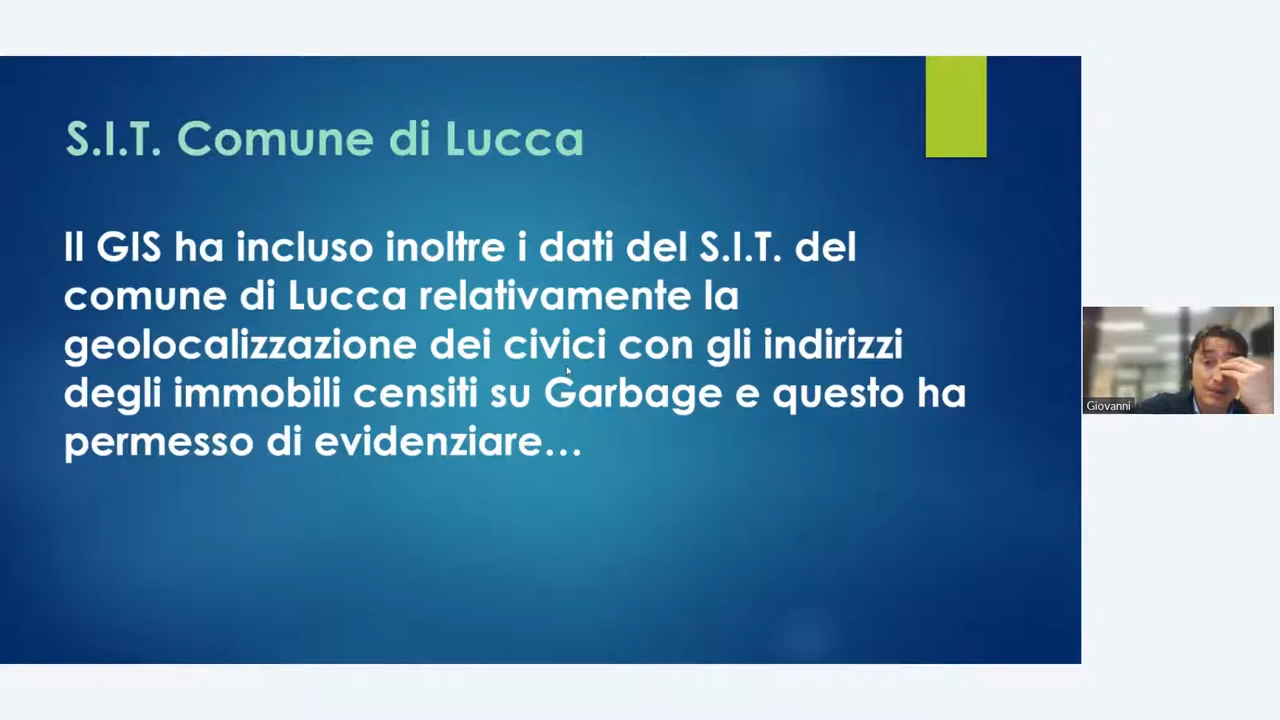 S.I.T. Comune di Lucca
Il GIS ha incluso inoltre i dati del S.I.T. del
comune di Lucca relativamente la
geolocalizzazione dei civici con gli indirizzi
degli immobili censiti su Garbage e questo ha
permesso di evidenziare…
Giovanni